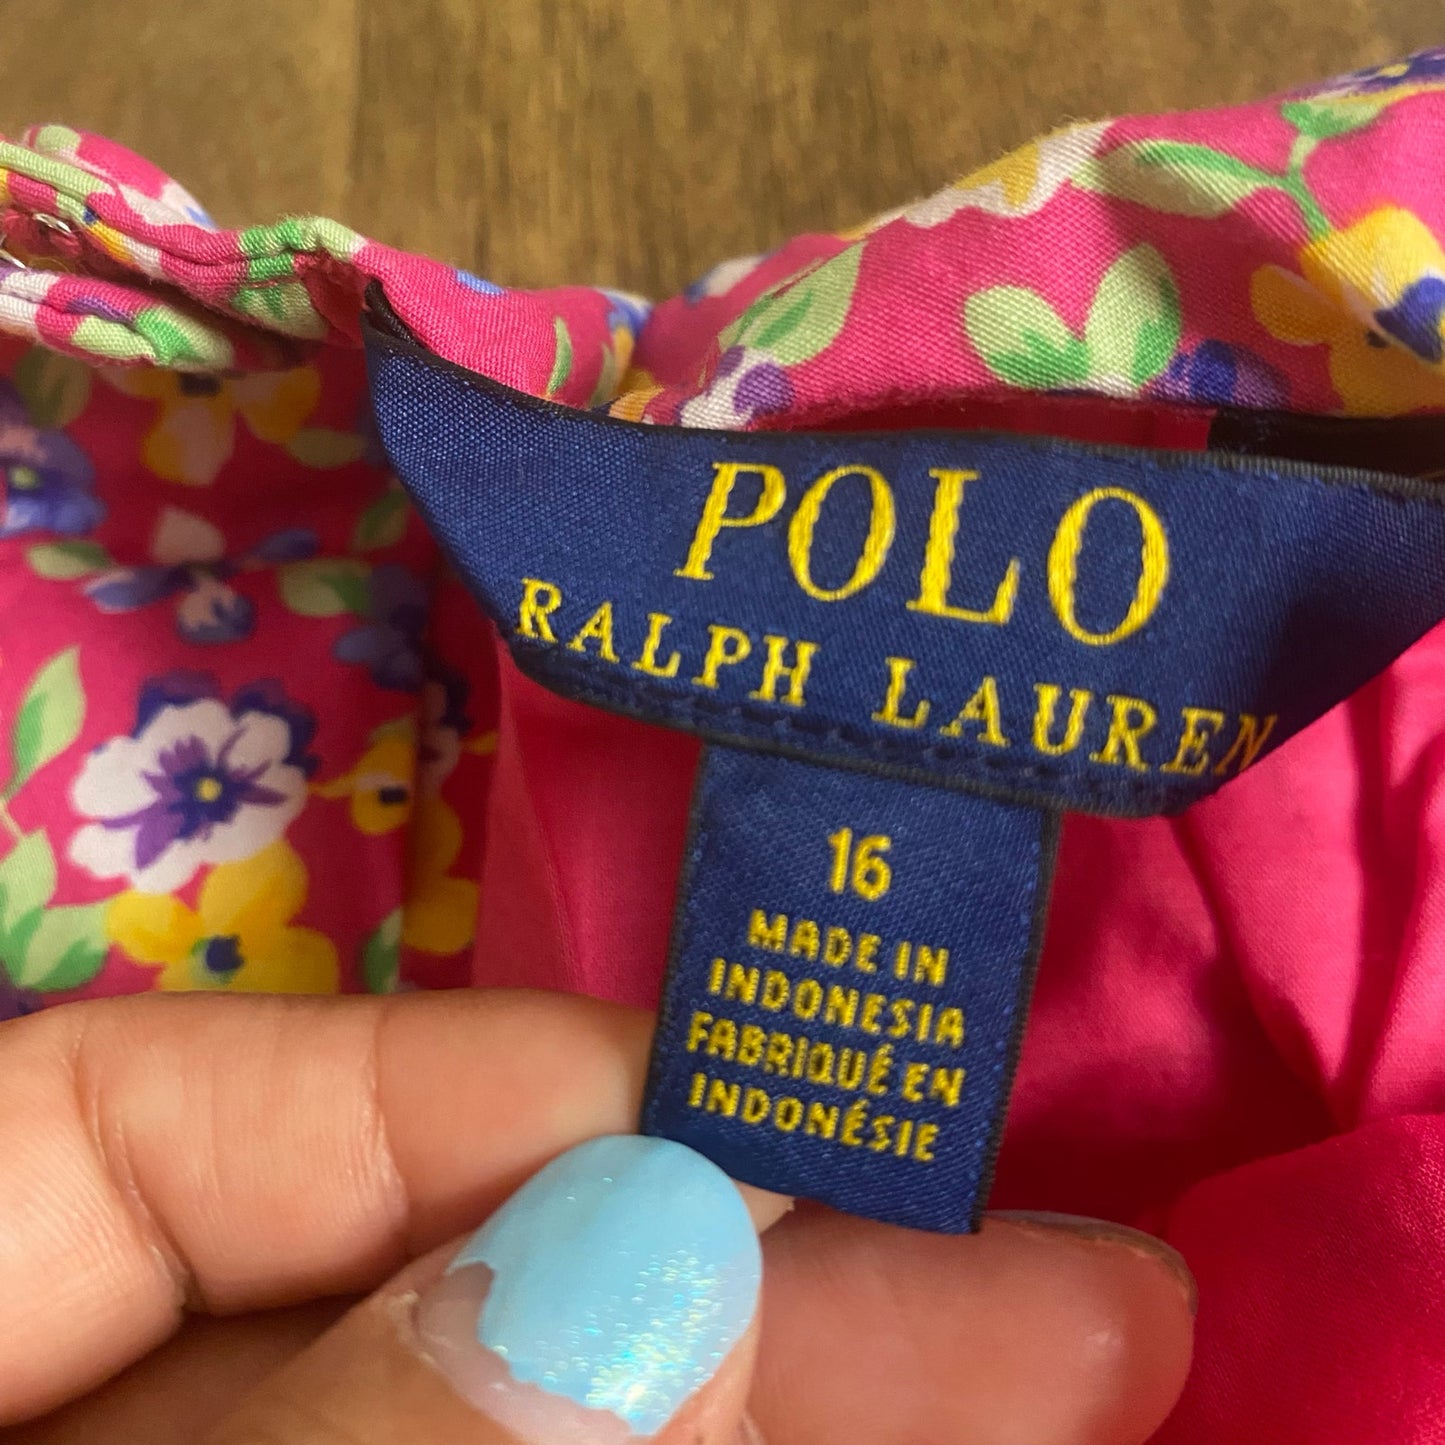 POLO
RALPH LAUREN
16
MADE IN
INDONESIA
FABRIQUÉ EN
INDONÉSIE